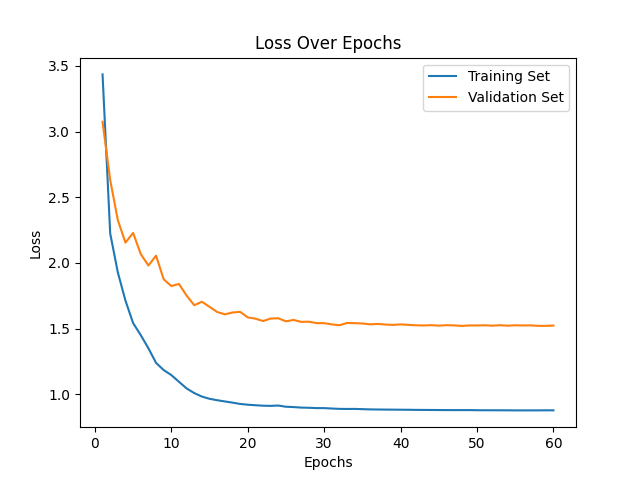 Loss Over Epochs
Training Set
Validation Set
Loss
3.5
3.0
2.5
2.0
1.5
1.0
0 10 20 30 40 50 60
Epochs